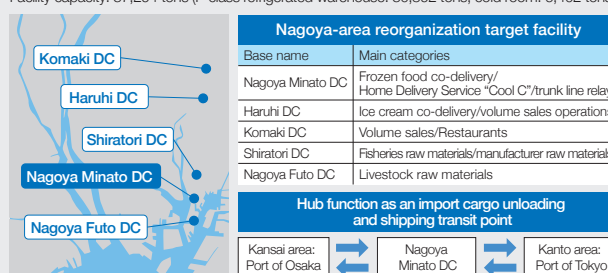 Nagoya-area reorganization target facility
Komaki DC
Haruhi DC
Shiratori DC
Nagoya Minato DC
Nagoya Futo DC
Base name Main categories
Nagoya Minato DC Frozen food co-delivery/
Home Delivery Service “Cool C”/trunk line relay
Haruhi DC Ice cream co-delivery/volume sales operations
Komaki DC Volume sales/Restaurants
Shiratori DC Fisheries raw materials/manufacturer raw materials
Nagoya Futo DC Livestock raw materials
Hub function as an import cargo unloading
and shipping transit point
Kansai area:
Port of Osaka
Nagoya
Minato DC
Kanto area:
Port of Tokyo